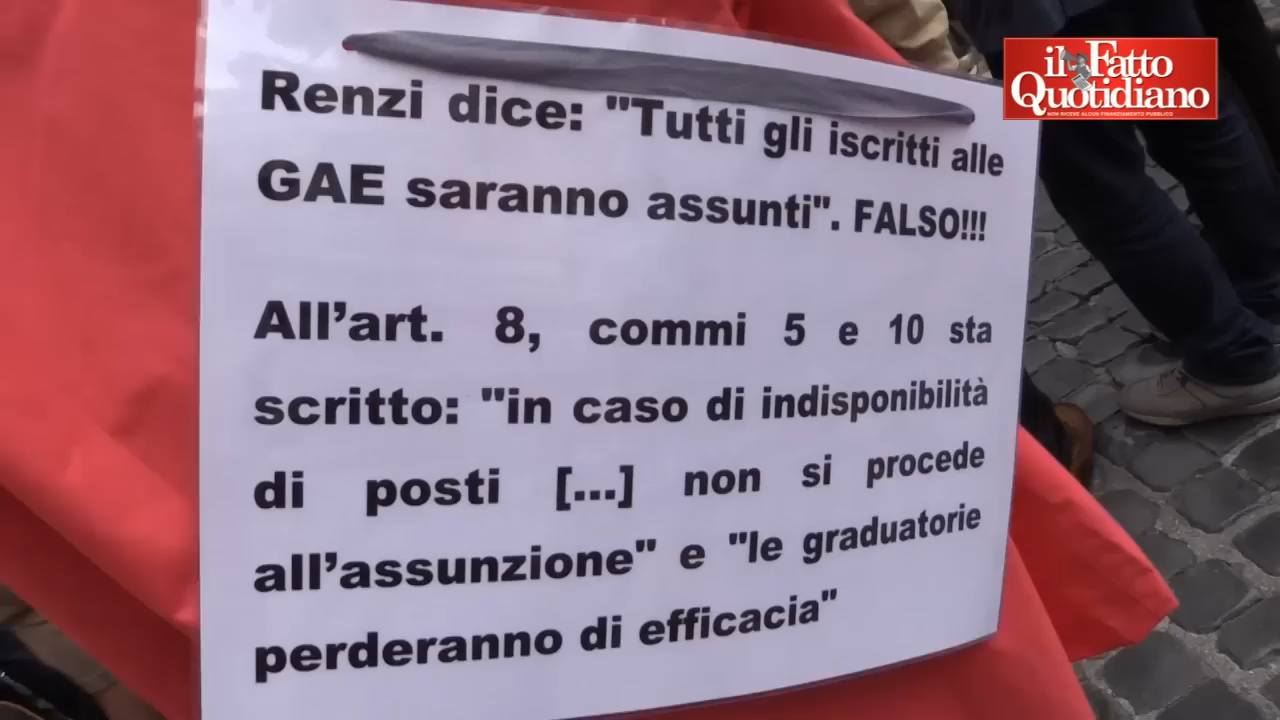 Renzi dice: "Tutti gli iscritti alle
GAE saranno assunti". FALSO!!!
All'art. 8, commi 5 e 10 sta
scritto: "in caso di indisponibilità
di posti [...] non si procede
all'assunzione" e "le graduatorie
perderanno di efficacia"
il Fatto
Quotidiano
NON RICEVE ALCUN FINANZIAMENTO PUBBLICO